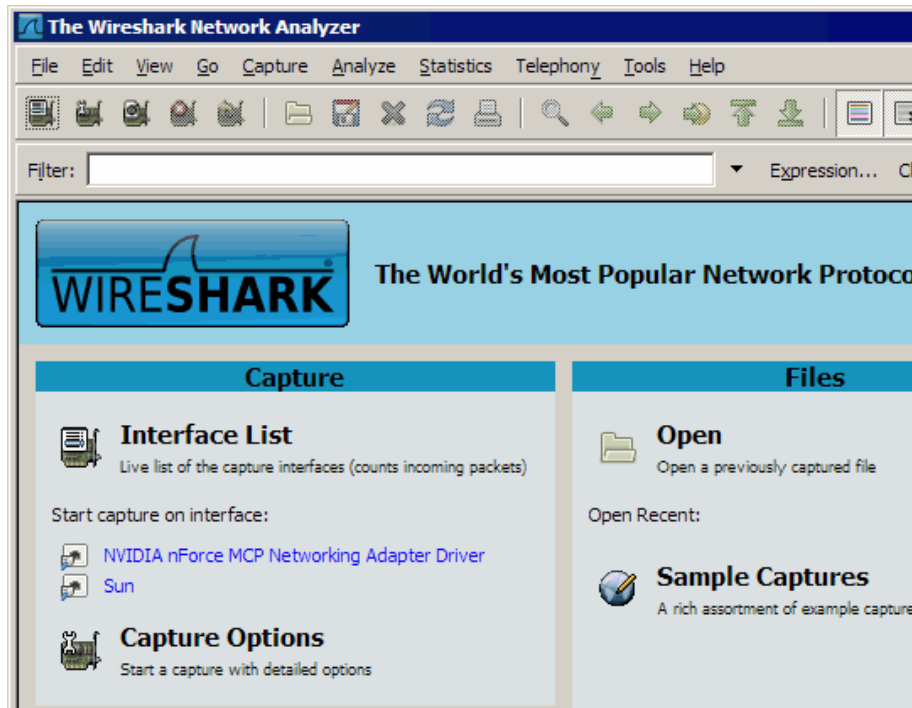 The Wireshark Network Analyzer
File Edit View Go Capture Analyze Statistics Telephony Tools Help
Filter: Expression...
WIRESHARK
The World's Most Popular Network
Capture
Interface List
Live list of the capture interfaces (counts incoming packets)
Start capture on interface:
NVIDIA nForce MCP Networking Adapter Driver
Sun
Capture Options
Start a capture with detailed options
Files
Open
Open a previously captured file
Open Recent:
Sample Captures
A rich assortment of example capture